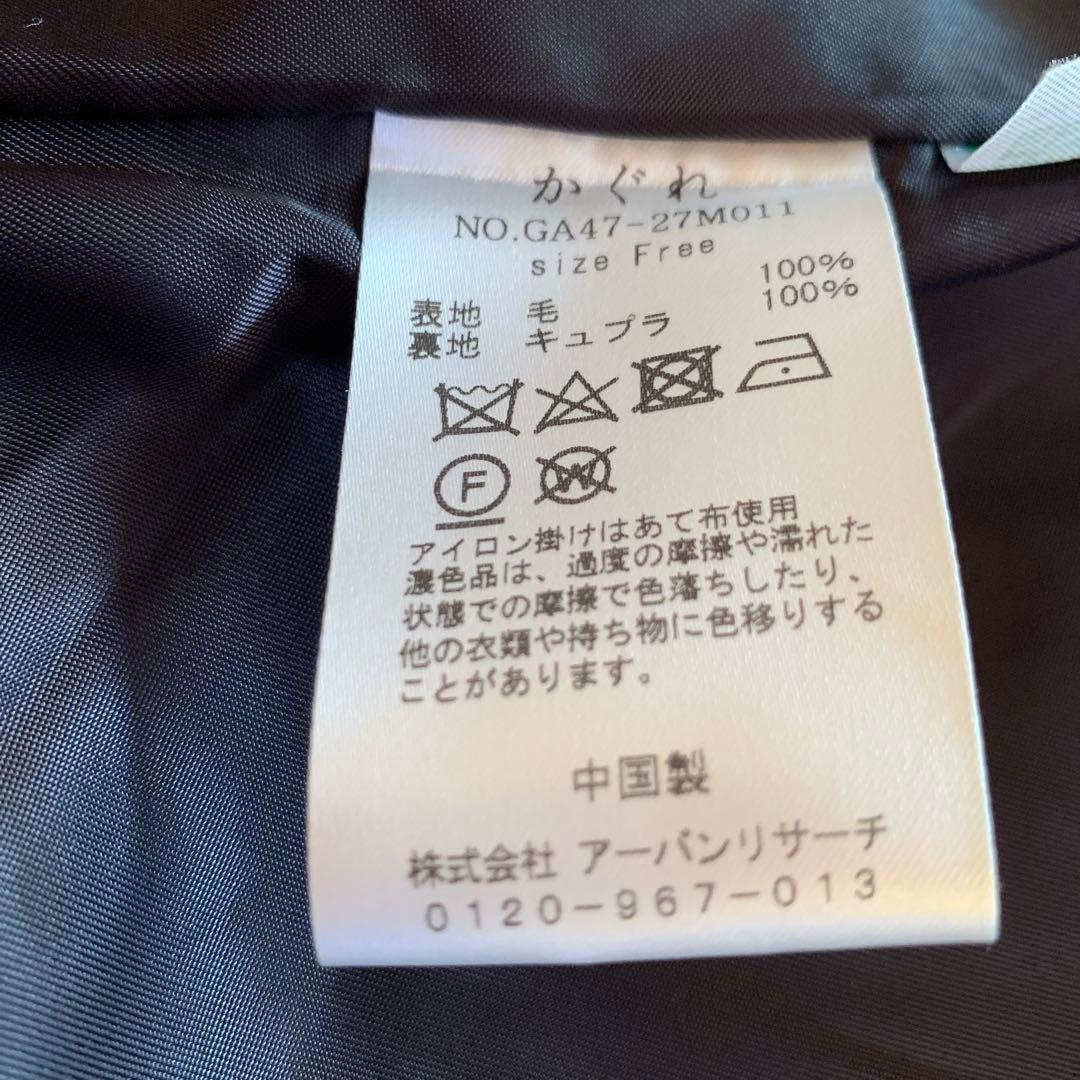 かぐれ
NO.GA47-27M011
size Free
表地 毛 100%
裏地 キュプラ 100%
F W
アイロン掛けはあて布使用
濃色品は、過度の摩擦や濡れた
状態での摩擦で色落ちしたり、
他の衣類や持ち物に色移りする
ことがあります。
中国製
株式会社 アーバンリサーチ
0120-967-013